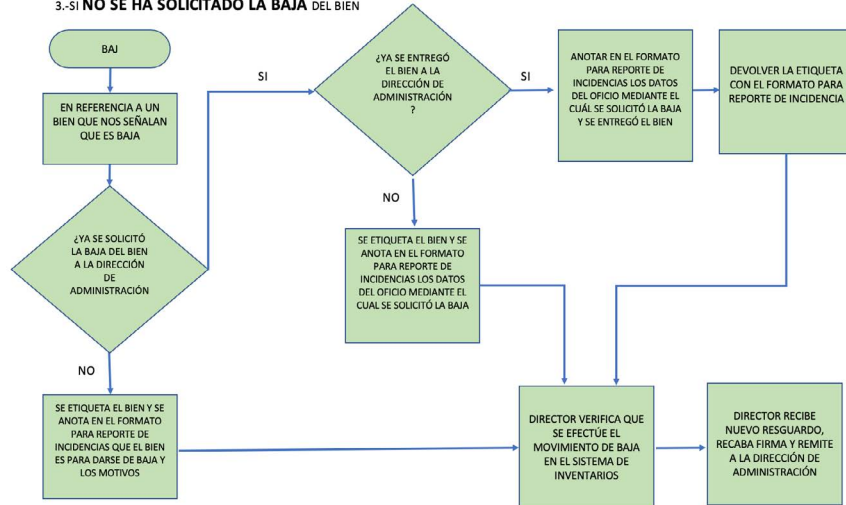 3.-SI NO SE HA SOLICITADO LA BAJA DEL BIEN
BAJ
EN REFERENCIA A UN
BIEN QUE NOS SEÑALAN
QUE ES BAJA
¿YA SE SOLICITÓ
LA BAJA DEL BIEN
A LA DIRECCIÓN
DE
ADMINISTRACIÓN
SI
¿YA SE ENTREGÓ
EL BIEN A LA
DIRECCIÓN DE
ADMINISTRACIÓN
?
SI
ANOTAR EN EL FORMATO
PARA REPORTE DE
INCIDENCIAS LOS DATOS
DEL OFICIO MEDIANTE EL
CUÁL SE SOLICITÓ LA BAJA
Y SE ENTREGÓ EL BIEN
DEVOLVER LA ETIQUETA
CON EL FORMATO PARA
REPORTE DE INCIDENCIA
NO
SE ETIQUETA EL BIEN Y SE
ANOTA EN EL FORMATO
PARA REPORTE DE
INCIDENCIAS LOS DATOS
DEL OFICIO MEDIANTE EL
CUAL SE SOLICITÓ LA BAJA
NO
SE ETIQUETA EL BIEN Y SE
ANOTA EN EL FORMATO
PARA REPORTE DE
INCIDENCIAS QUE EL BIEN
ES PARA DARSE DE BAJA Y
LOS MOTIVOS
DIRECTOR VERIFICA QUE
SE EFECTÚE EL
MOVIMIENTO DE BAJA
EN EL SISTEMA DE
INVENTARIOS
DIRECTOR RECIBE
NUEVO RESGUARDO,
RECABA FIRMA Y REMITE
A LA DIRECCIÓN DE
ADMINISTRACIÓN